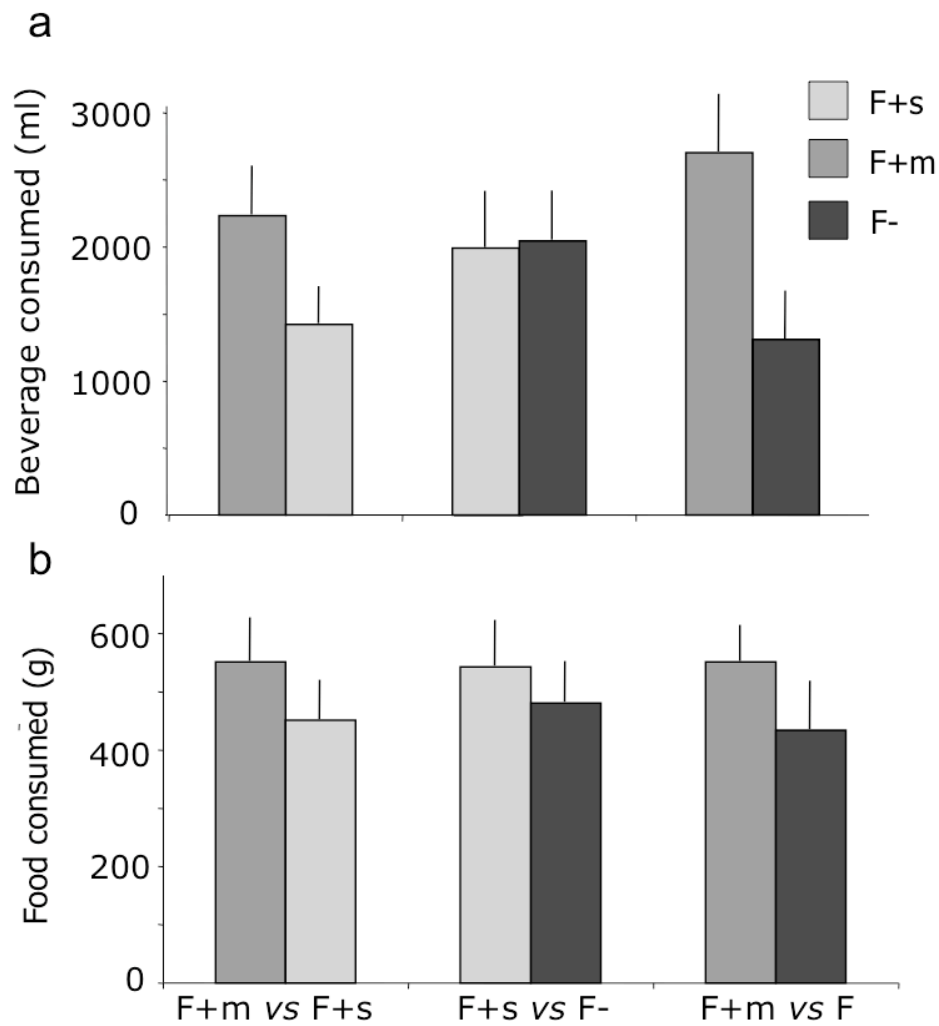 a
Beverage consumed (ml)
3000
2000
1000
0
F+s
F+m
F-
b
Food consumed (g)
600
400
200
0
F+m vs F+s
F+s vs F-
F+m vs F